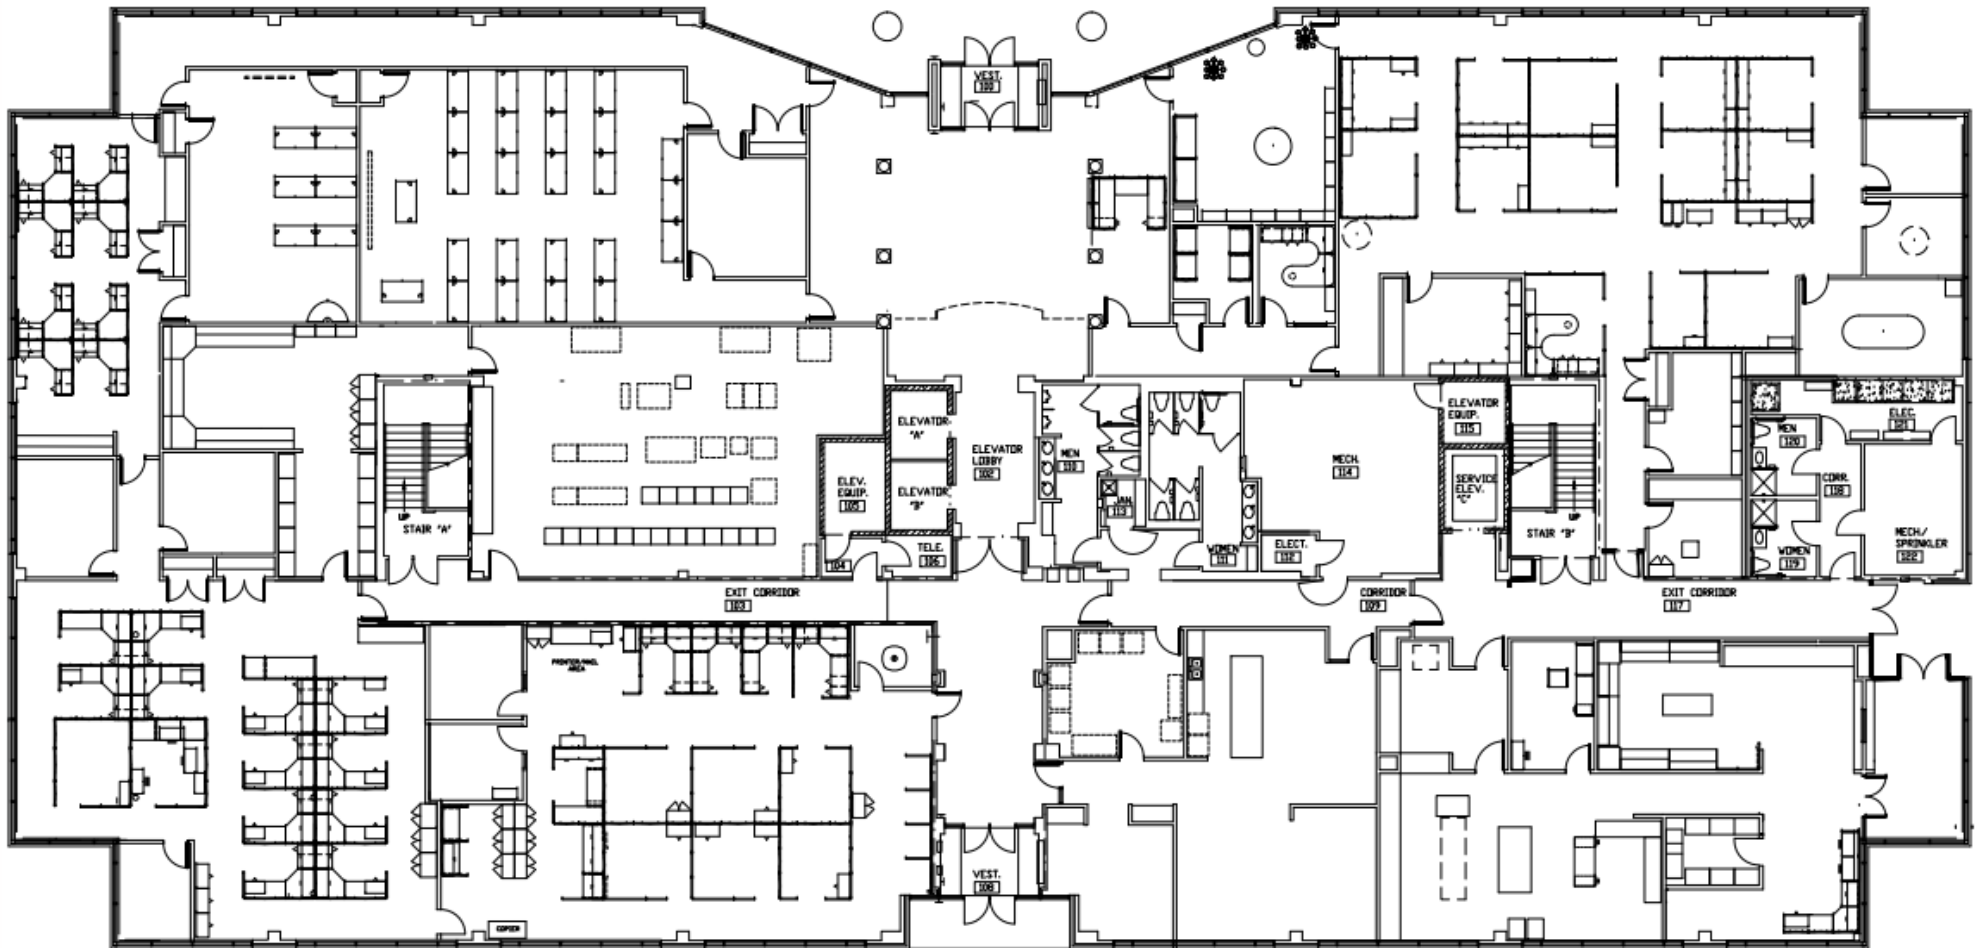 VEST.
100
ELEVATOR
"A"
ELEVATOR
"B"
ELEVATOR
LOBBY
102
MEN
110
JAN.
113
MECH.
114
ELEVATOR
EQUIP.
115
SERVICE
ELEV.
"C"
ELEV.
EQUIP.
105
ELEC.
121
MEN
120
CORR.
118
UP
STAIR "A"
UP
STAIR "B"
MECH/
SPRINKLER
122
104
TELE.
106
WOMEN
111
ELECT.
112
WOMEN
119
EXIT CORRIDOR
103
CORRIDOR
109
EXIT CORRIDOR
117
PRINTER/MAIL
AREA
VEST.
108
COPIER